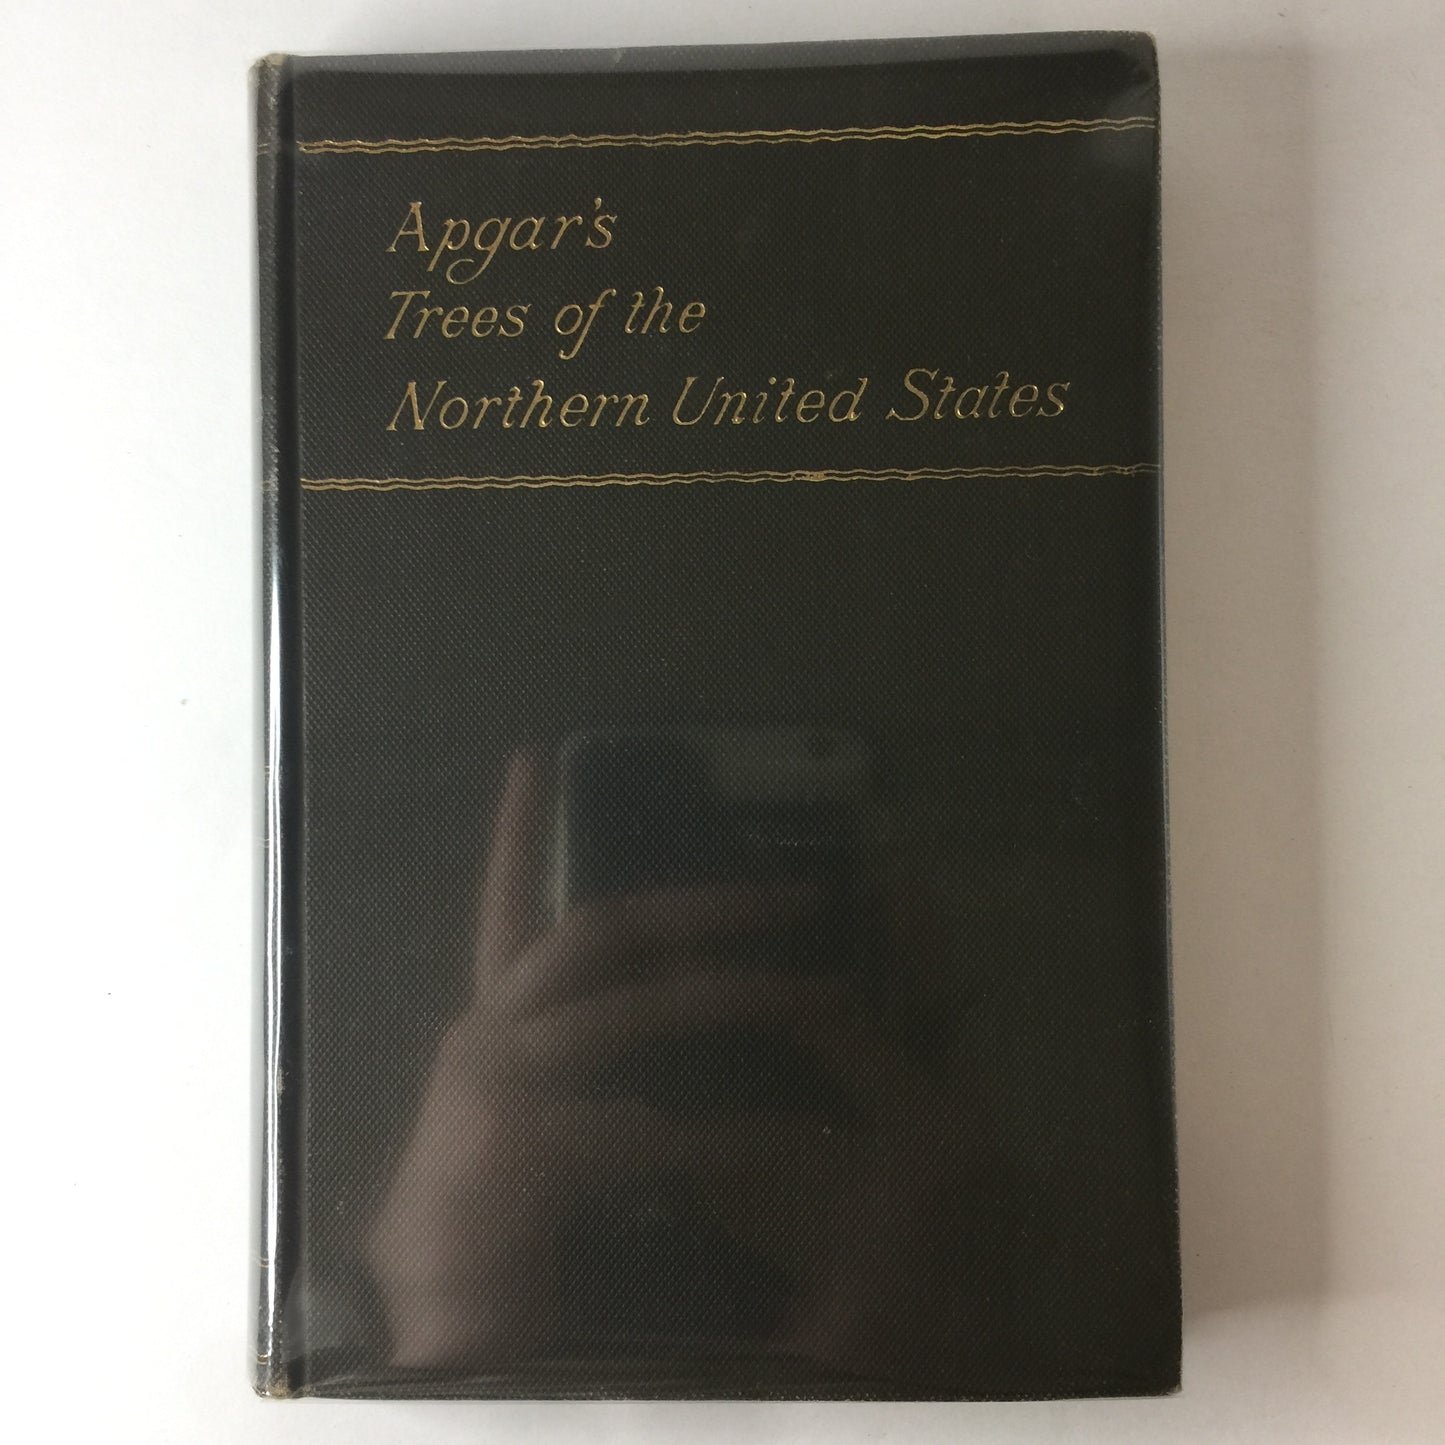 Apgar's
Trees of the
Northern United States